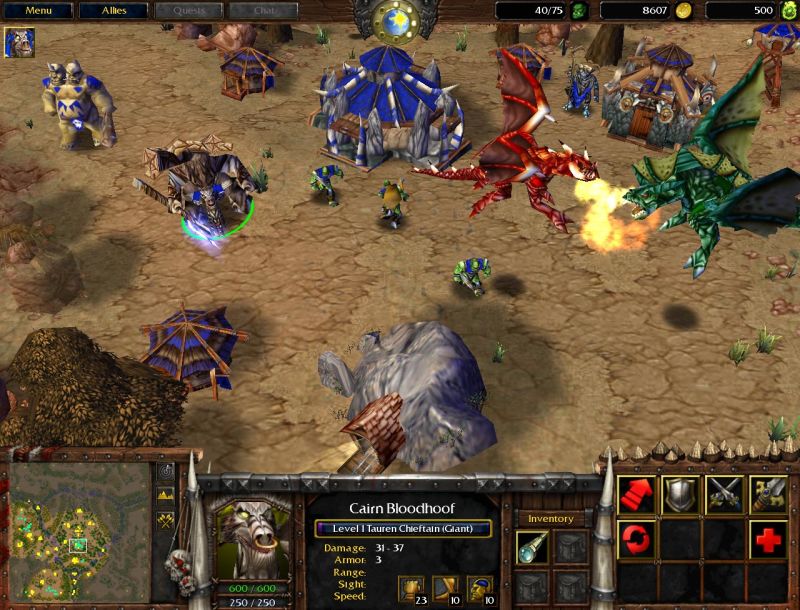 Menu
Allies
Quests
Chat
40/75
8607
500
Cairn Bloodhoof
Level 1 Tauren Chieftain (Giant)
Damage: 31 - 37
Armor: 3
Range:
Sight:
Speed:
23
10
10
600 / 600
250 / 250
Inventory